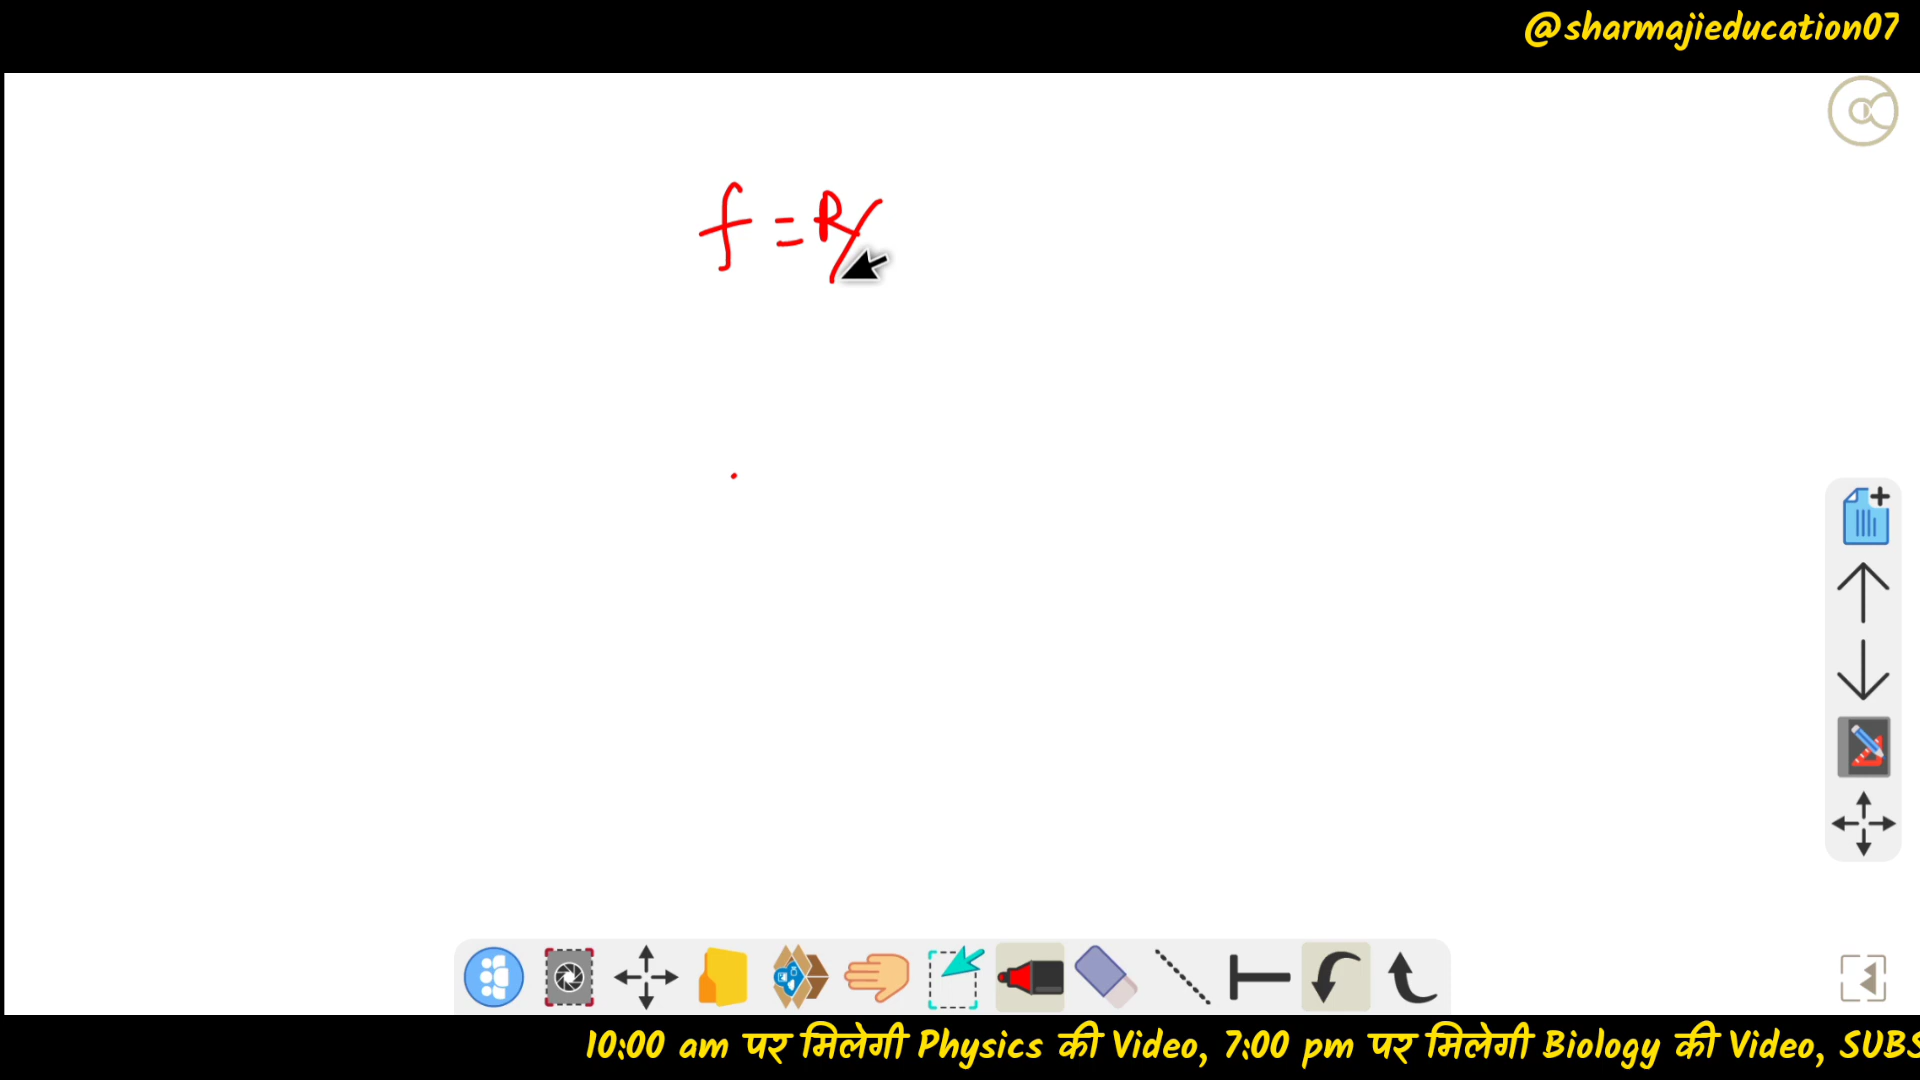 @sharmajieducation07
f = R/
10:00 am पर मिलेगी Physics की Video, 7:00 pm पर मिलेगी Biology की Video, SUBS